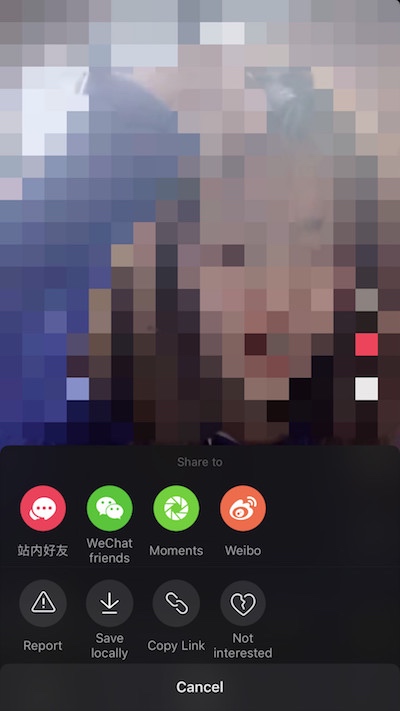 Share to
站内好友
WeChat
friends
Moments
Weibo
Report
Save
locally
Copy Link
Not
interested
Cancel